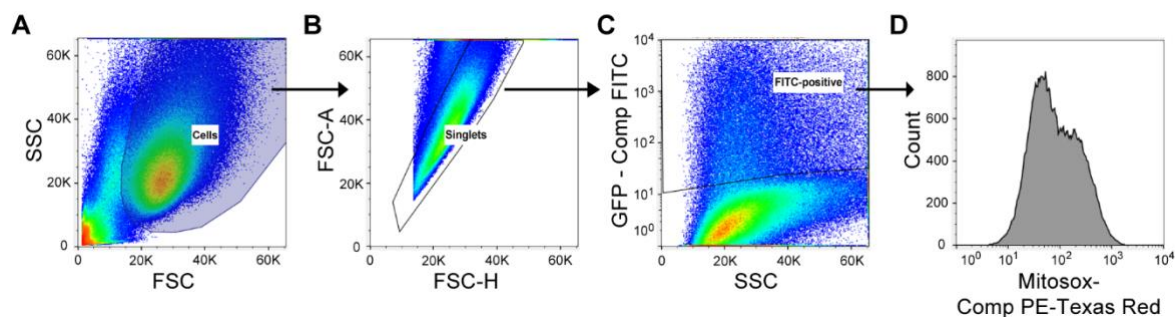 A
SSC
60K
40K
20K
0
Cells
0
20K
40K
60K
FSC
B
FSC-A
60K
40K
20K
0
Singlets
0
20K
40K
60K
FSC-H
C
GFP - Comp FITC
10⁴
10³
10²
10¹
10⁰
FITC-positive
0
20K
40K
60K
SSC
D
Count
800
600
400
200
0
10⁰
10¹
10²
10³
10⁴
Mitosox-
Comp PE-Texas Red